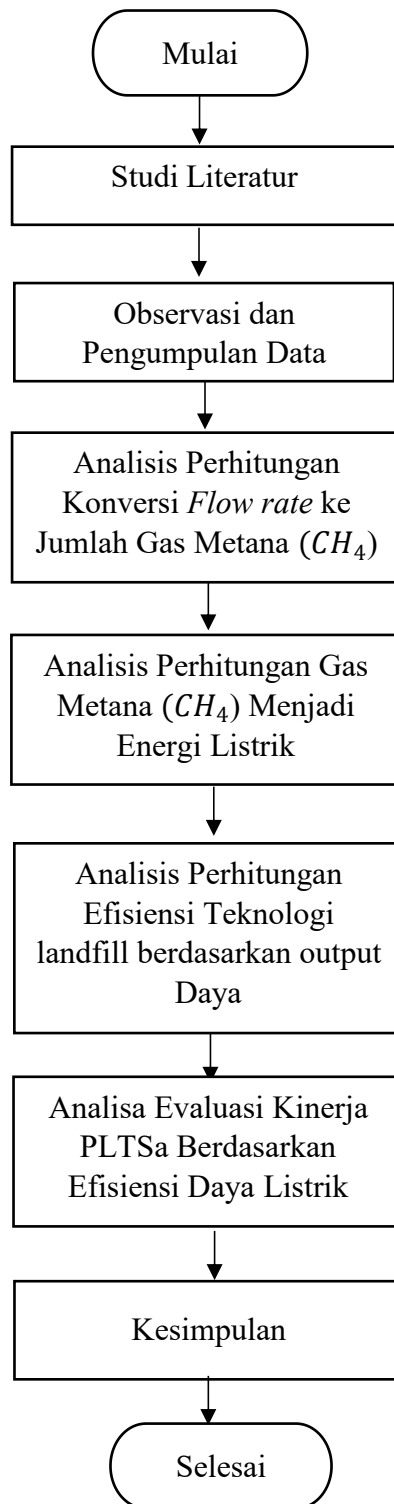 Mulai
Studi Literatur
Observasi dan
Pengumpulan Data
Analisis Perhitungan
Konversi Flow rate ke
Jumlah Gas Metana (CH₄)
Analisis Perhitungan Gas
Metana (CH₄) Menjadi
Energi Listrik
Analisis Perhitungan
Efisiensi Teknologi
landfill berdasarkan output
Daya
Analisa Evaluasi Kinerja
PLTSa Berdasarkan
Efisiensi Daya Listrik
Kesimpulan
Selesai